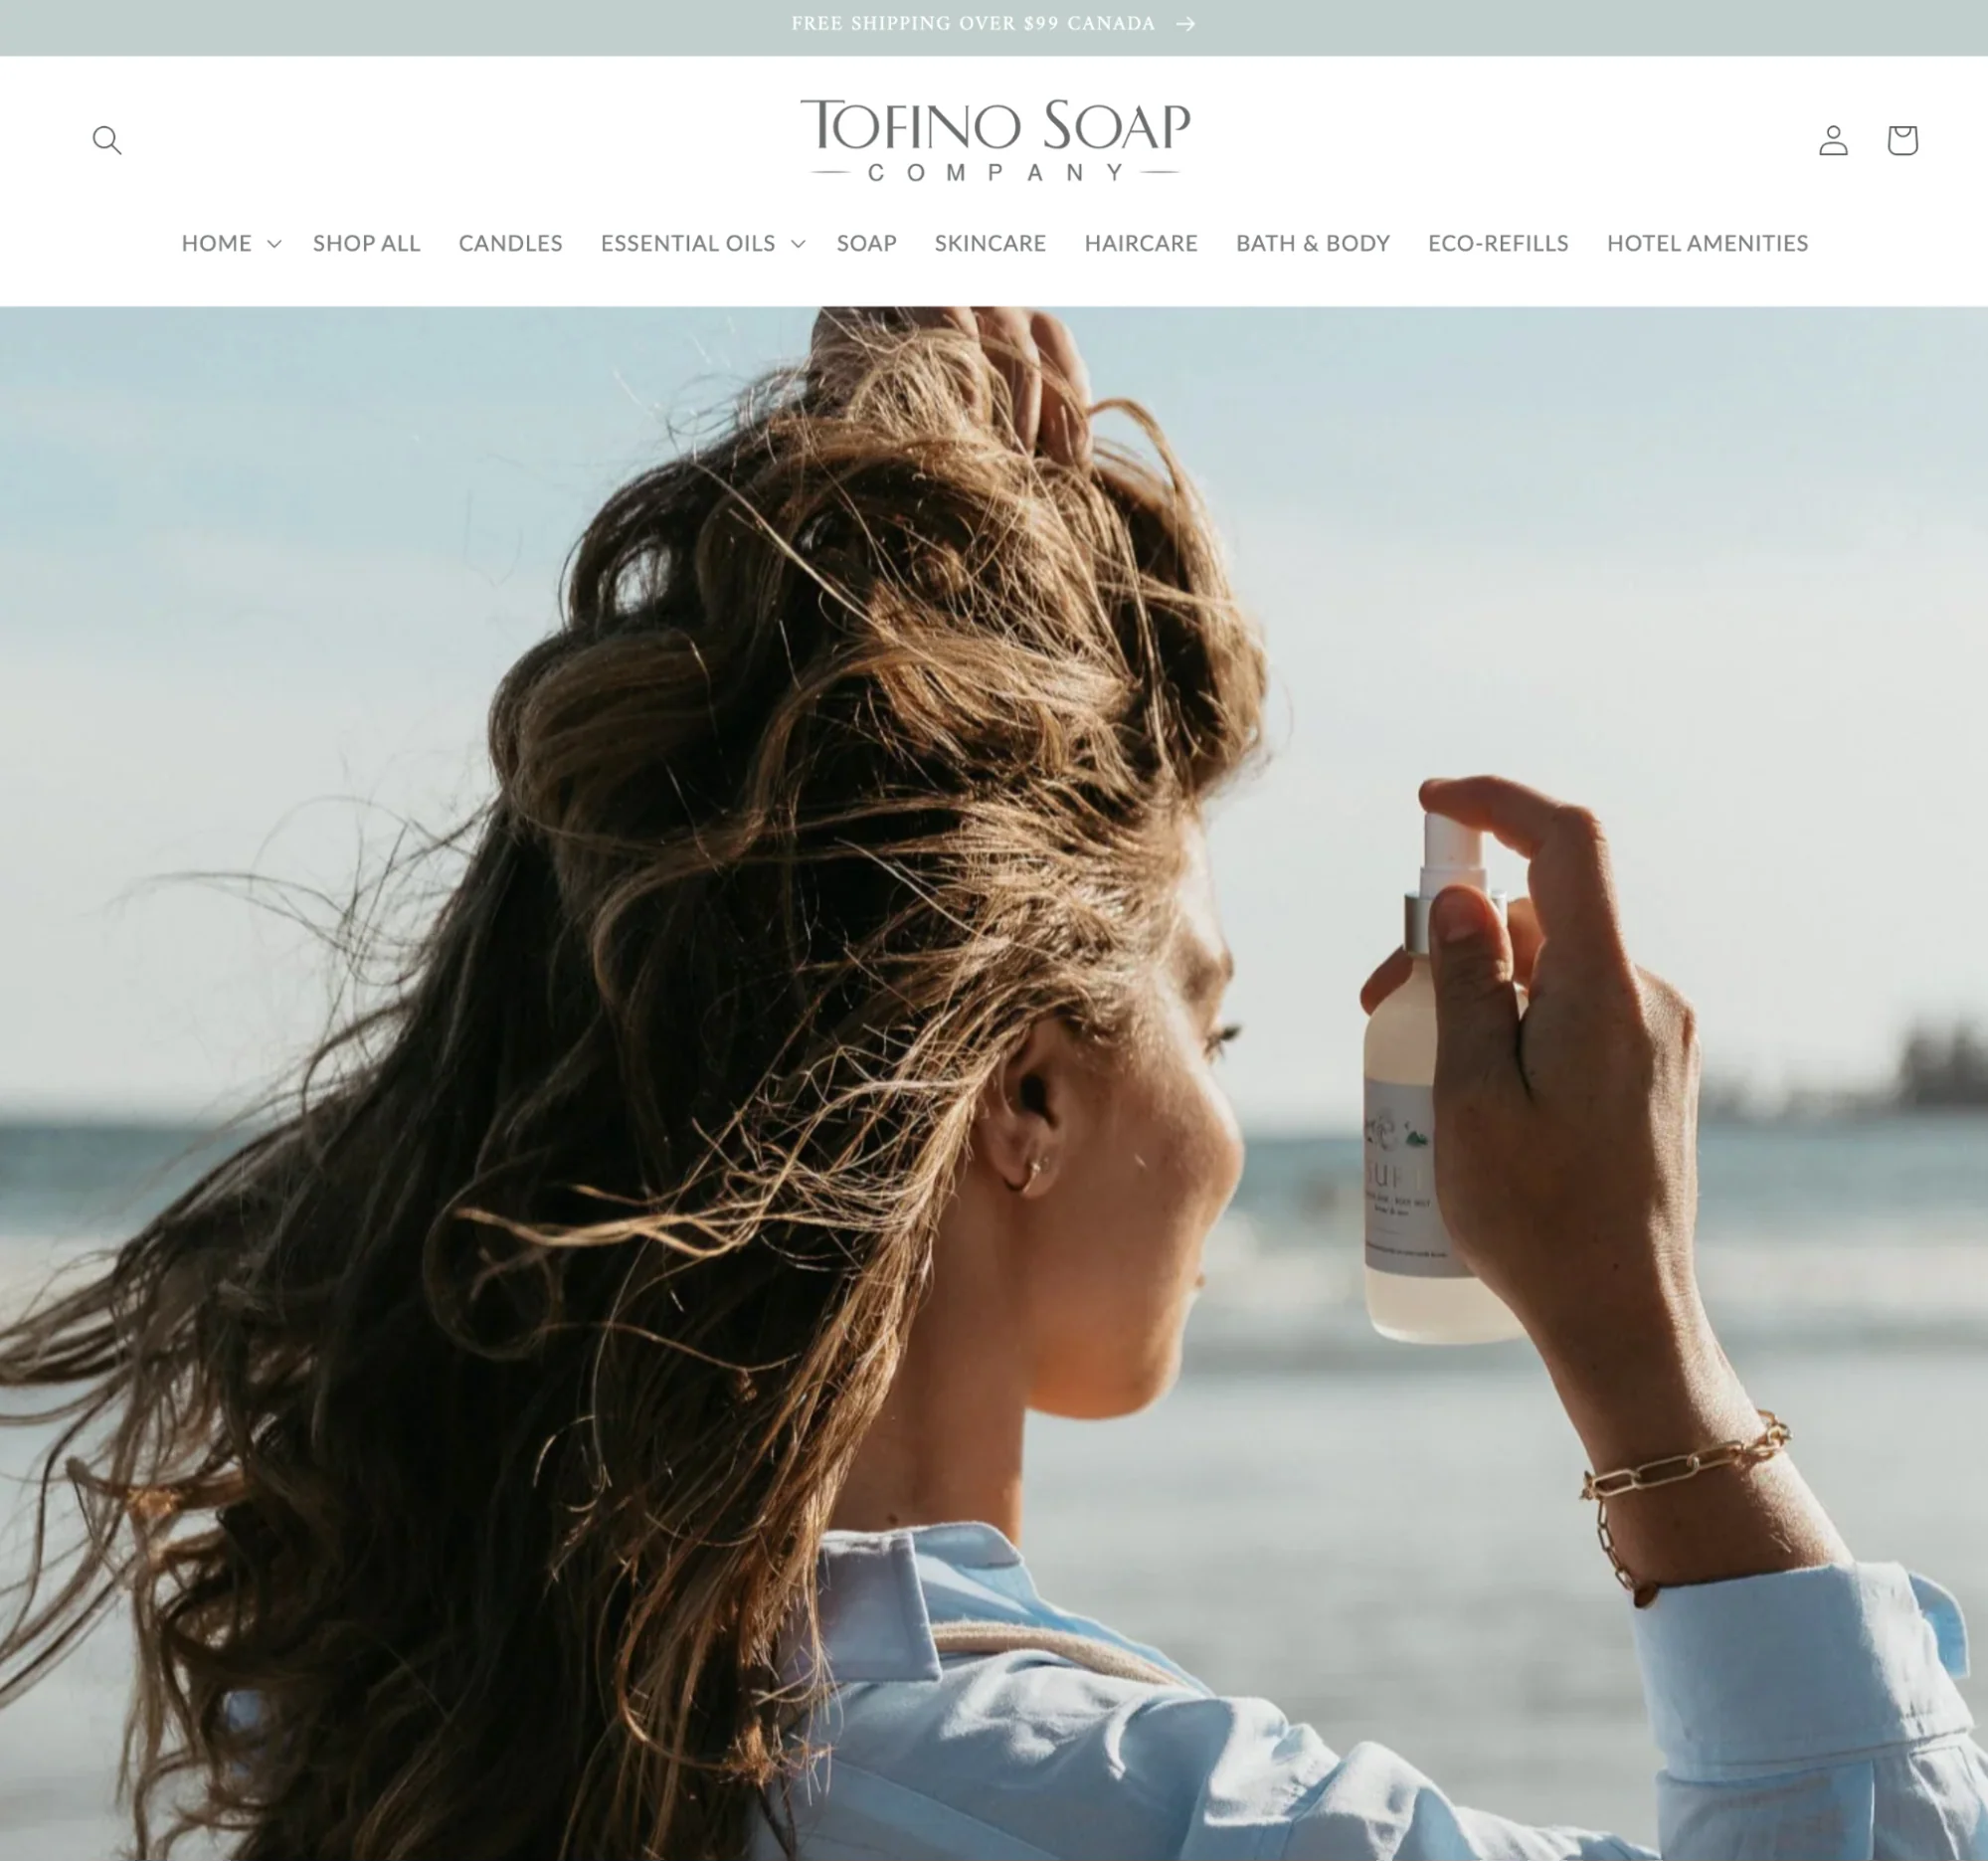 FREE SHIPPING OVER $99 CANADA →
TOFINO SOAP
COMPANY
HOME
SHOP ALL
CANDLES
ESSENTIAL OILS
SOAP
SKINCARE
HAIRCARE
BATH & BODY
ECO-REFILLS
HOTEL AMENITIES